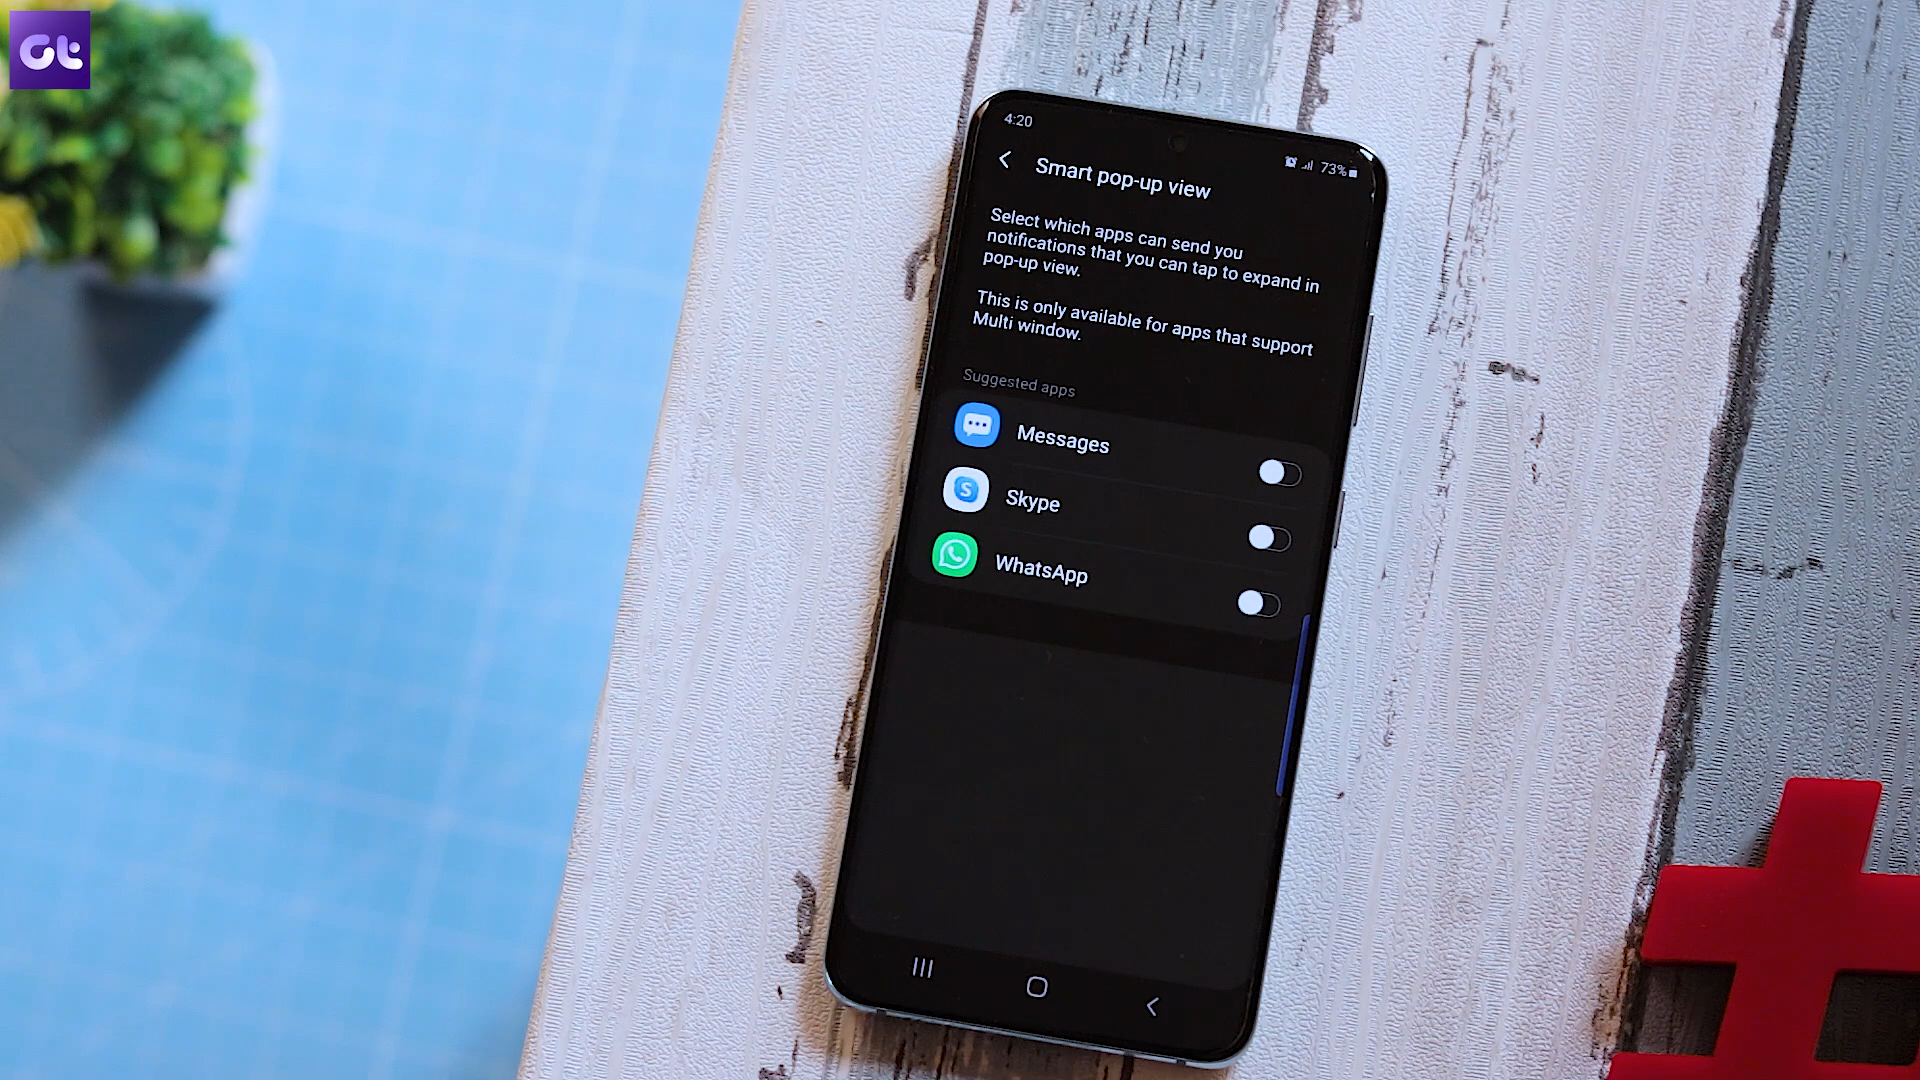 Gt
4:20
73%
Smart pop-up view
Select which apps can send you
notifications that you can tap to expand in
pop-up view.
This is only available for apps that support
Multi window.
Suggested apps
Messages
S
Skype
WhatsApp